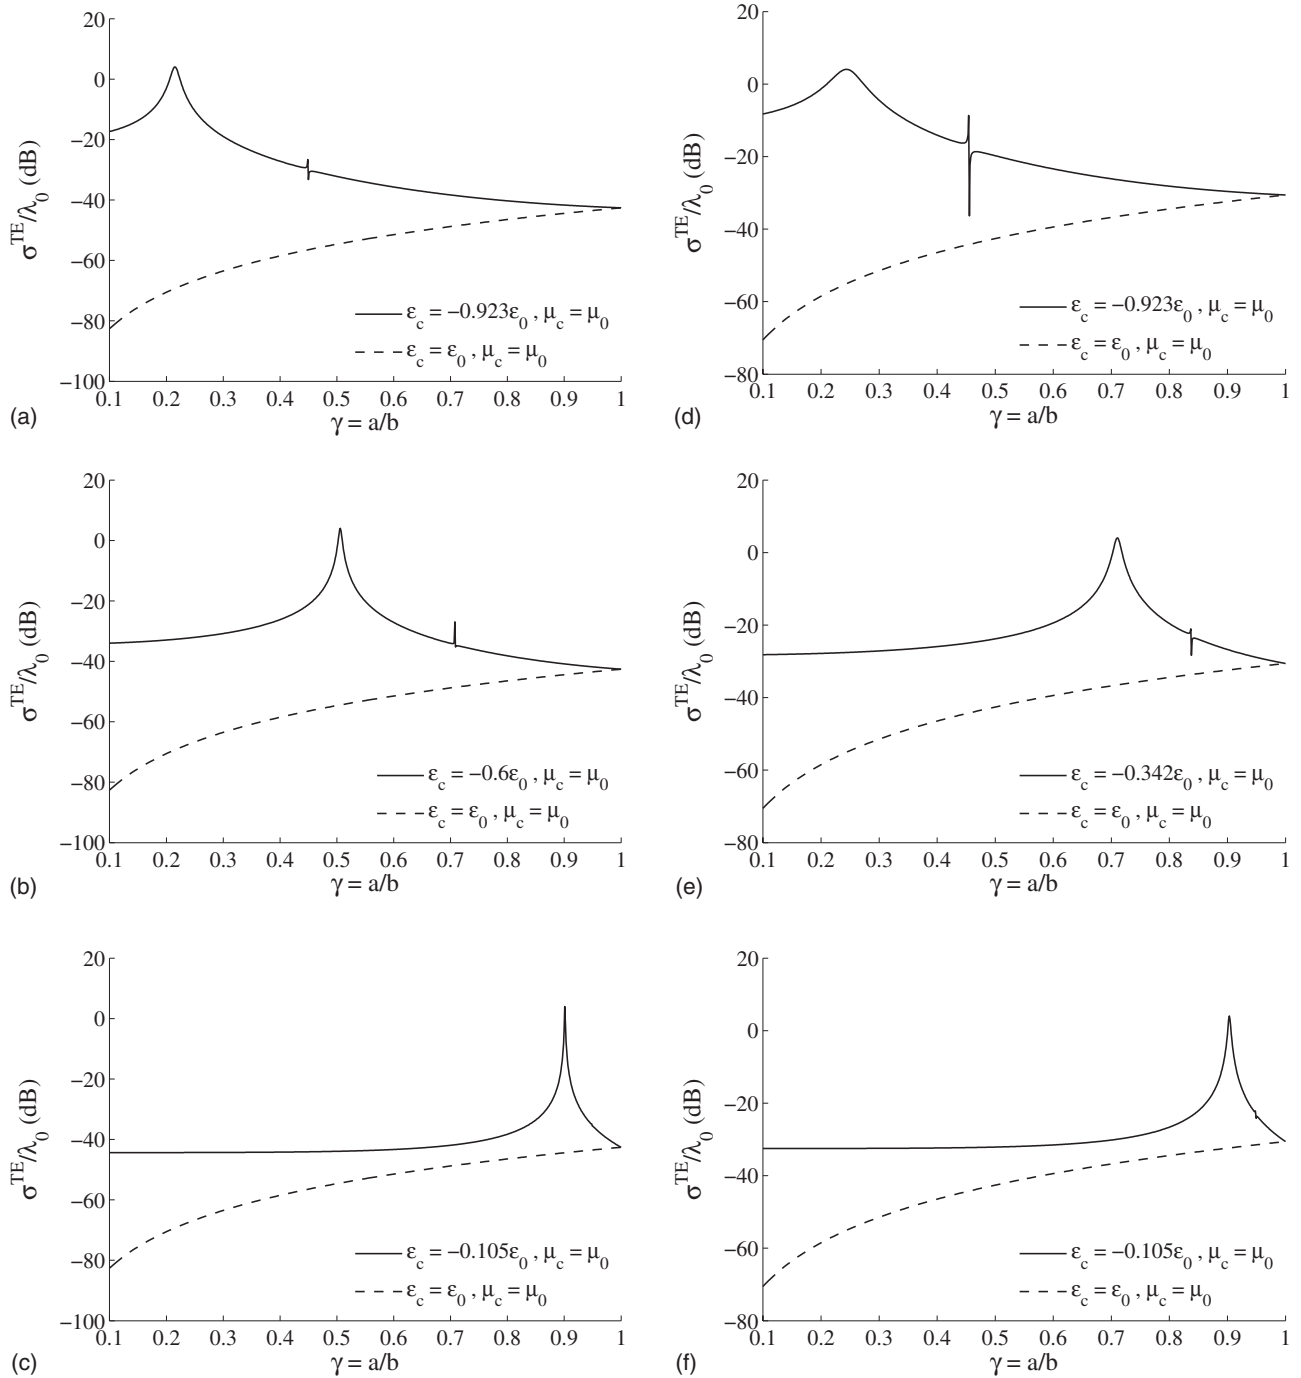 20
0
−20
−40
−60
−80
−100
σ^TE/λ_0 (dB)
ε_c = −0.923ε_0 , μ_c = μ_0
ε_c = ε_0 , μ_c = μ_0
0.1 0.2 0.3 0.4 0.5 0.6 0.7 0.8 0.9 1
γ = a/b
(a)
20
0
−20
−40
−60
−80
σ^TE/λ_0 (dB)
ε_c = −0.923ε_0 , μ_c = μ_0
ε_c = ε_0 , μ_c = μ_0
0.1 0.2 0.3 0.4 0.5 0.6 0.7 0.8 0.9 1
γ = a/b
(d)
20
0
−20
−40
−60
−80
−100
σ^TE/λ_0 (dB)
ε_c = −0.6ε_0 , μ_c = μ_0
ε_c = ε_0 , μ_c = μ_0
0.1 0.2 0.3 0.4 0.5 0.6 0.7 0.8 0.9 1
γ = a/b
(b)
20
0
−20
−40
−60
−80
σ^TE/λ_0 (dB)
ε_c = −0.342ε_0 , μ_c = μ_0
ε_c = ε_0 , μ_c = μ_0
0.1 0.2 0.3 0.4 0.5 0.6 0.7 0.8 0.9 1
γ = a/b
(e)
20
0
−20
−40
−60
−80
−100
σ^TE/λ_0 (dB)
ε_c = −0.105ε_0 , μ_c = μ_0
ε_c = ε_0 , μ_c = μ_0
0.1 0.2 0.3 0.4 0.5 0.6 0.7 0.8 0.9 1
γ = a/b
(c)
20
0
−20
−40
−60
−80
σ^TE/λ_0 (dB)
ε_c = −0.105ε_0 , μ_c = μ_0
ε_c = ε_0 , μ_c = μ_0
0.1 0.2 0.3 0.4 0.5 0.6 0.7 0.8 0.9 1
γ = a/b
(f)